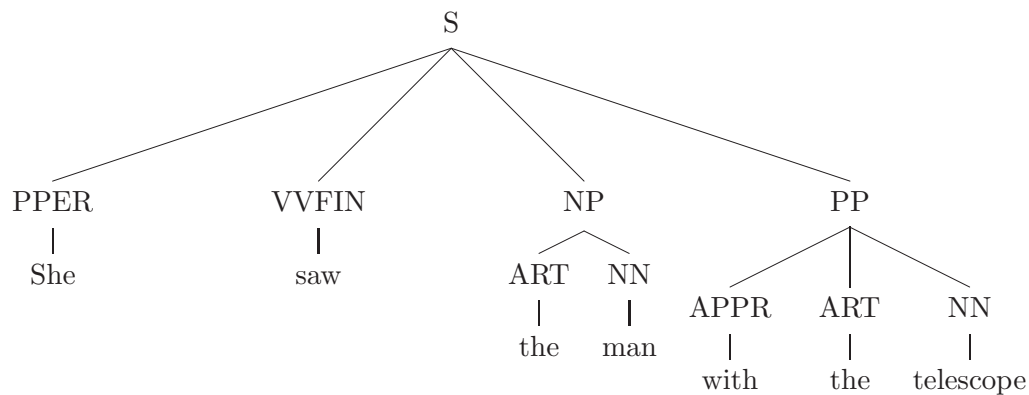 S
PPER VVFIN NP PP
She saw ART NN
the man
APPR ART NN
with the telescope